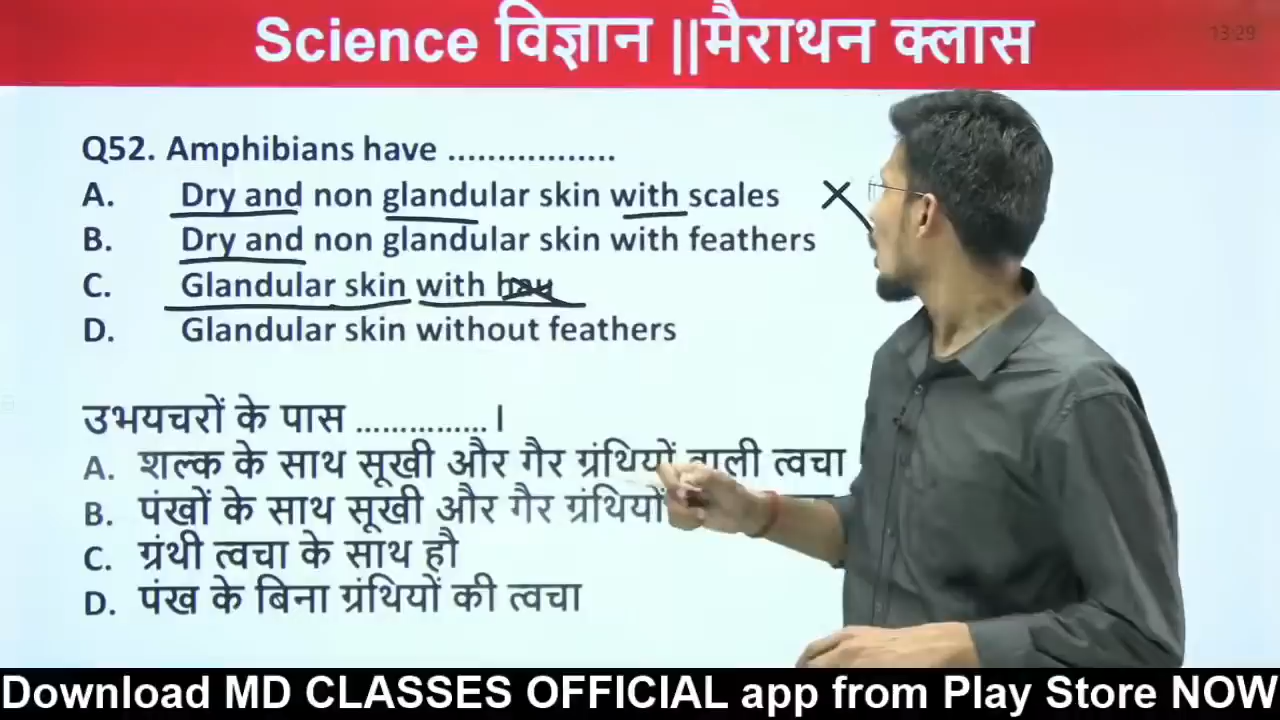 Science विज्ञान ||मैराथन क्लास
13:29
Q52. Amphibians have .................
A. Dry and non glandular skin with scales
B. Dry and non glandular skin with feathers
C. Glandular skin with
D. Glandular skin without feathers
उभयचरों के पास ............... ।
A. शल्क के साथ सूखी और गैर ग्रंथियों वाली त्वचा
B. पंखों के साथ सूखी और गैर ग्रंथियों
C. ग्रंथी त्वचा के साथ हौ
D. पंख के बिना ग्रंथियों की त्वचा
Download MD CLASSES OFFICIAL app from Play Store NOW